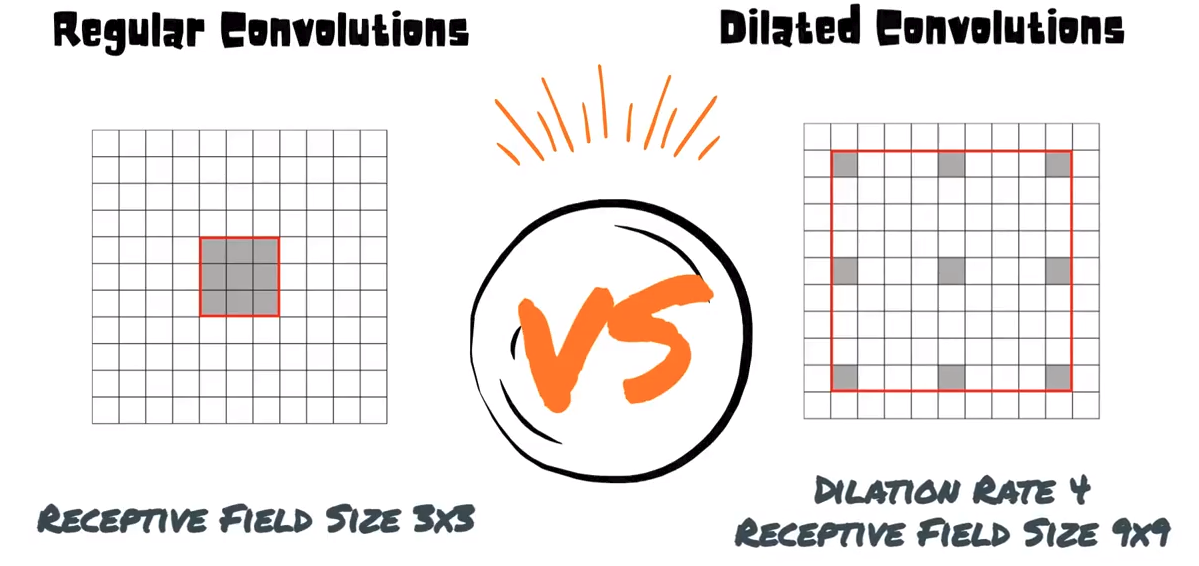 Regular Convolutions
Dilated Convolutions
VS
Receptive Field Size 3x3
Dilation Rate 4
Receptive Field Size 9x9